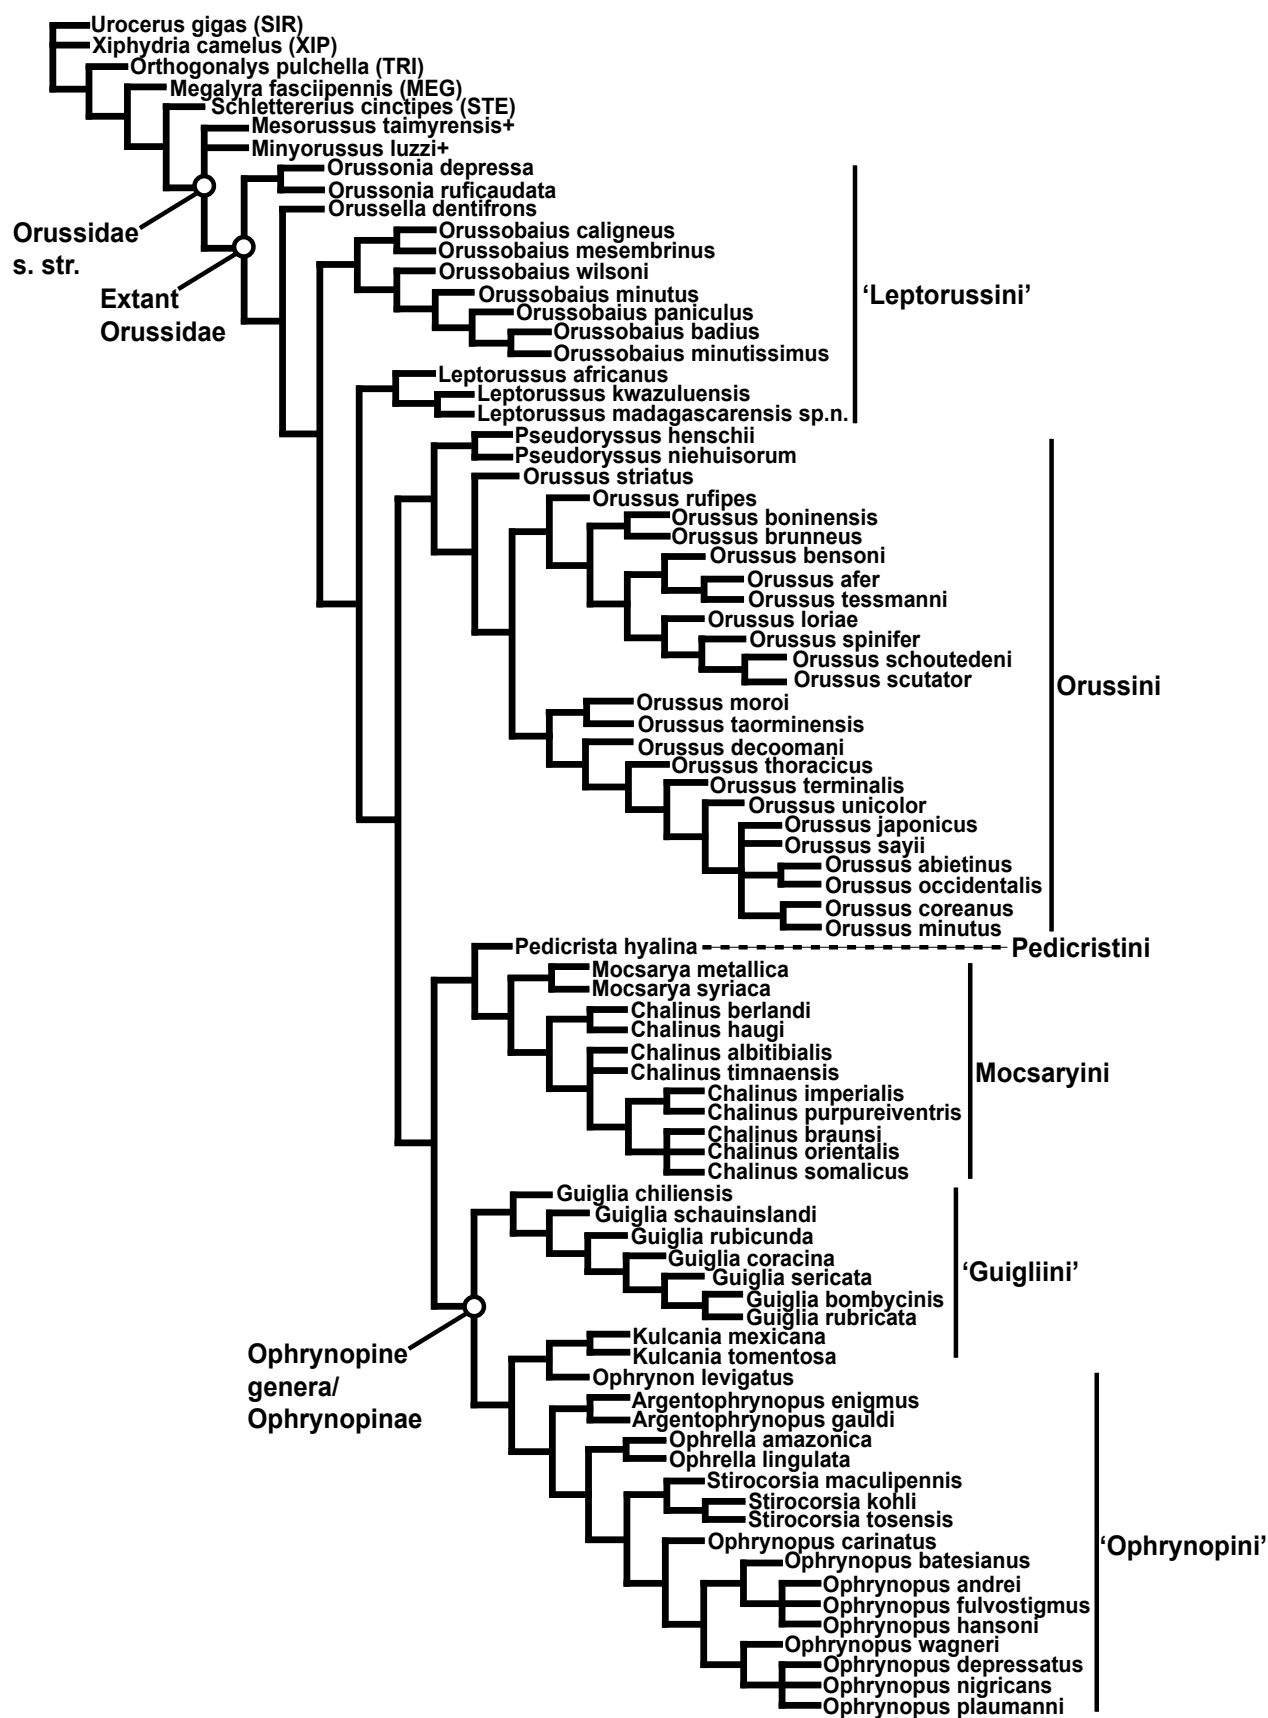 Urocerus gigas (SIR)
Xiphydria camelus (XIP)
Orthogonalys pulchella (TRI)
Megalyra fasciipennis (MEG)
Schlettererius cinctipes (STE)
Mesorussus taimyrensis+
Minyorussus luzzi+
Orussonia depressa
Orussonia ruficaudata
Orussella dentifrons
Orussidae
s. str.
Extant
Orussidae
Orussobaius caligneus
Orussobaius mesembrinus
Orussobaius wilsoni
Orussobaius minutus
Orussobaius paniculus
Orussobaius badius
Orussobaius minutissimus
Leptorussus africanus
Leptorussus kwazuluensis
Leptorussus madagascarensis sp.n.
‘Leptorussini’
Pseudoryssus henschii
Pseudoryssus niehuisorum
Orussus striatus
Orussus rufipes
Orussus boninensis
Orussus brunneus
Orussus bensoni
Orussus afer
Orussus tessmanni
Orussus loriae
Orussus spinifer
Orussus schoutedeni
Orussus scutator
Orussus moroi
Orussus taorminensis
Orussus decoomani
Orussus thoracicus
Orussus terminalis
Orussus unicolor
Orussus japonicus
Orussus sayii
Orussus abietinus
Orussus occidentalis
Orussus coreanus
Orussus minutus
Orussini
Pedicrista hyalina
Pedicristini
Mocsarya metallica
Mocsarya syriaca
Chalinus berlandi
Chalinus haugi
Chalinus albitibialis
Chalinus timnaensis
Chalinus imperialis
Chalinus purpureiventris
Chalinus braunsi
Chalinus orientalis
Chalinus somalicus
Mocsaryini
Guiglia chiliensis
Guiglia schauinslandi
Guiglia rubicunda
Guiglia coracina
Guiglia sericata
Guiglia bombycinis
Guiglia rubricata
Kulcania mexicana
Kulcania tomentosa
‘Guigliini’
Ophrynopine
genera/
Ophrynopinae
Ophrynon levigatus
Argentophrynopus enigmus
Argentophrynopus gauldi
Ophrella amazonica
Ophrella lingulata
Stirocorsia maculipennis
Stirocorsia kohli
Stirocorsia tosensis
Ophrynopus carinatus
Ophrynopus batesianus
Ophrynopus andrei
Ophrynopus fulvostigmus
Ophrynopus hansoni
Ophrynopus wagneri
Ophrynopus depressatus
Ophrynopus nigricans
Ophrynopus plaumanni
‘Ophrynopini’